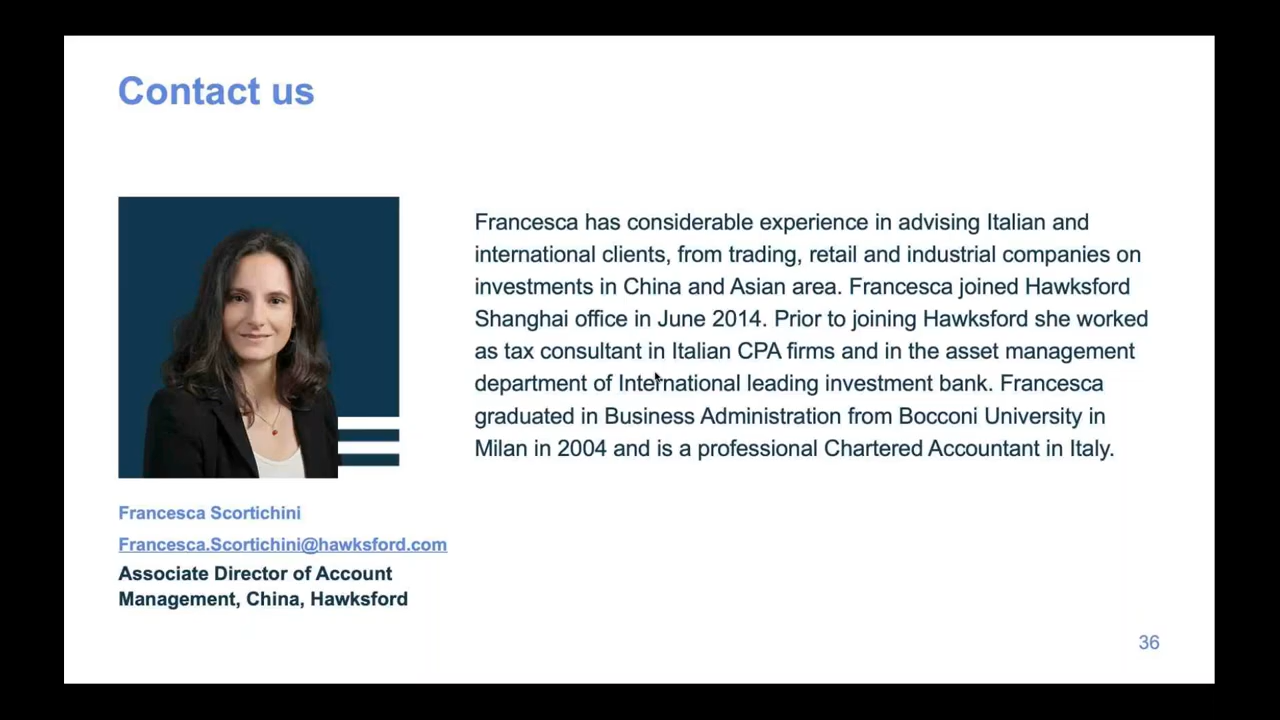 Contact us
Francesca has considerable experience in advising Italian and
international clients, from trading, retail and industrial companies on
investments in China and Asian area. Francesca joined Hawksford
Shanghai office in June 2014. Prior to joining Hawksford she worked
as tax consultant in Italian CPA firms and in the asset management
department of International leading investment bank. Francesca
graduated in Business Administration from Bocconi University in
Milan in 2004 and is a professional Chartered Accountant in Italy.
Francesca Scortichini
Francesca.Scortichini@hawksford.com
Associate Director of Account
Management, China, Hawksford
36